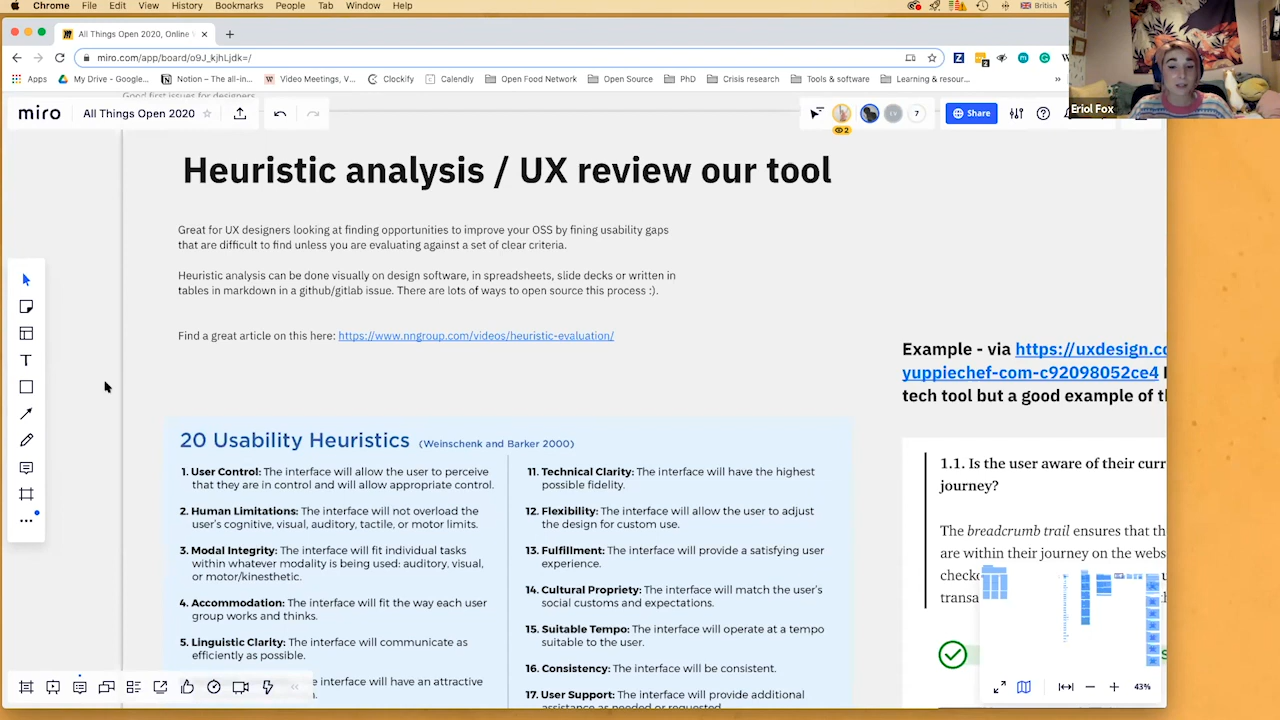 Chrome File Edit View History Bookmarks People Tab Window Help British
All Things Open 2020, Online
miro.com/app/board/o9J_kjhLjdk=/
Apps My Drive - Google... Notion – The all-in... Video Meetings, V... Clockify Calendly Open Food Network Open Source PhD Crisis research Tools & software Learning & resour... »
Eriol Fox
Good first issues for designers
miro All Things Open 2020 7 Share
2
Heuristic analysis / UX review our tool
Great for UX designers looking at finding opportunities to improve your OSS by fining usability gaps
that are difficult to find unless you are evaluating against a set of clear criteria.
Heuristic analysis can be done visually on design software, in spreadsheets, slide decks or written in
tables in markdown in a github/gitlab issue. There are lots of ways to open source this process :).
Find a great article on this here: https://www.nngroup.com/videos/heuristic-evaluation/
Example - via https://uxdesign.cc
yuppiechef-com-c92098052ce4
tech tool but a good example of th
20 Usability Heuristics (Weinschenk and Barker 2000)
1. User Control: The interface will allow the user to perceive
that they are in control and will allow appropriate control.
2. Human Limitations: The interface will not overload the
user's cognitive, visual, auditory, tactile, or motor limits.
3. Modal Integrity: The interface will fit individual tasks
within whatever modality is being used: auditory, visual,
or motor/kinesthetic.
4. Accommodation: The interface will fit the way each user
group works and thinks.
5. Linguistic Clarity: The interface will communicate as
efficiently as possible.
e interface will have an attractive
11. Technical Clarity: The interface will have the highest
possible fidelity.
12. Flexibility: The interface will allow the user to adjust
the design for custom use.
13. Fulfillment: The interface will provide a satisfying user
experience.
14. Cultural Propriety: The interface will match the user's
social customs and expectations.
15. Suitable Tempo: The interface will operate at a tempo
suitable to the user.
16. Consistency: The interface will be consistent.
17. User Support: The interface will provide additional
assistance as needed or requested.
1.1. Is the user aware of their curr
journey?
The breadcrumb trail ensures that th
are within their journey on the webs
check
transa
43%